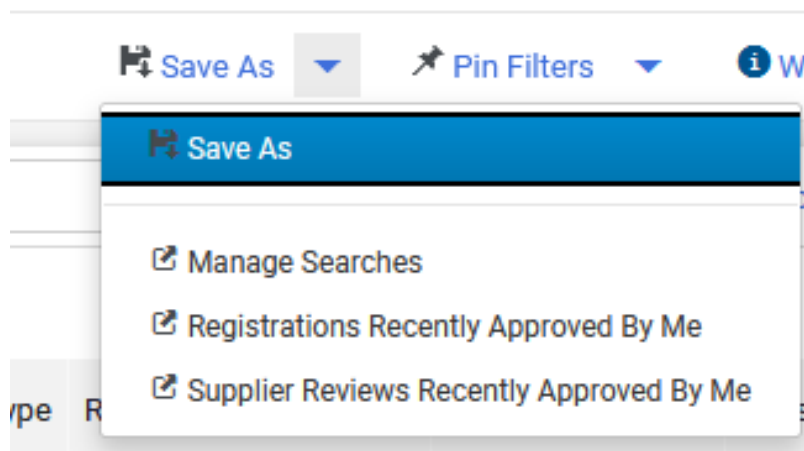 Save As Pin Filters
Save As
Manage Searches
Registrations Recently Approved By Me
Supplier Reviews Recently Approved By Me